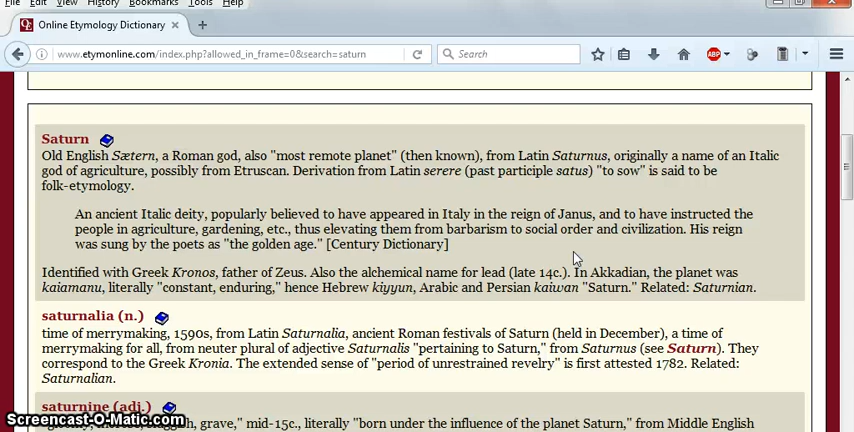 File Edit View History Bookmarks Tools Help
Online Etymology Dictionary
www.etymonline.com/index.php?allowed_in_frame=0&search=saturn
Search
ABP
Saturn
Old English Sætern, a Roman god, also "most remote planet" (then known), from Latin Saturnus, originally a name of an Italic
god of agriculture, possibly from Etruscan. Derivation from Latin serere (past participle satus) "to sow" is said to be
folk-etymology.
An ancient Italic deity, popularly believed to have appeared in Italy in the reign of Janus, and to have instructed the
people in agriculture, gardening, etc., thus elevating them from barbarism to social order and civilization. His reign
was sung by the poets as "the golden age." [Century Dictionary]
Identified with Greek Kronos, father of Zeus. Also the alchemical name for lead (late 14c.). In Akkadian, the planet was
kaiamanu, literally "constant, enduring," hence Hebrew kiyyun, Arabic and Persian kaiwan "Saturn." Related: Saturnian.
saturnalia (n.)
time of merrymaking, 1590s, from Latin Saturnalia, ancient Roman festivals of Saturn (held in December), a time of
merrymaking for all, from neuter plural of adjective Saturnalis "pertaining to Saturn," from Saturnus (see Saturn). They
correspond to the Greek Kronia. The extended sense of "period of unrestrained revelry" is first attested 1782. Related:
Saturnalian.
saturnine (adj.)
grave," mid-15c., literally "born under the influence of the planet Saturn," from Middle English
Screencast-O-Matic.com